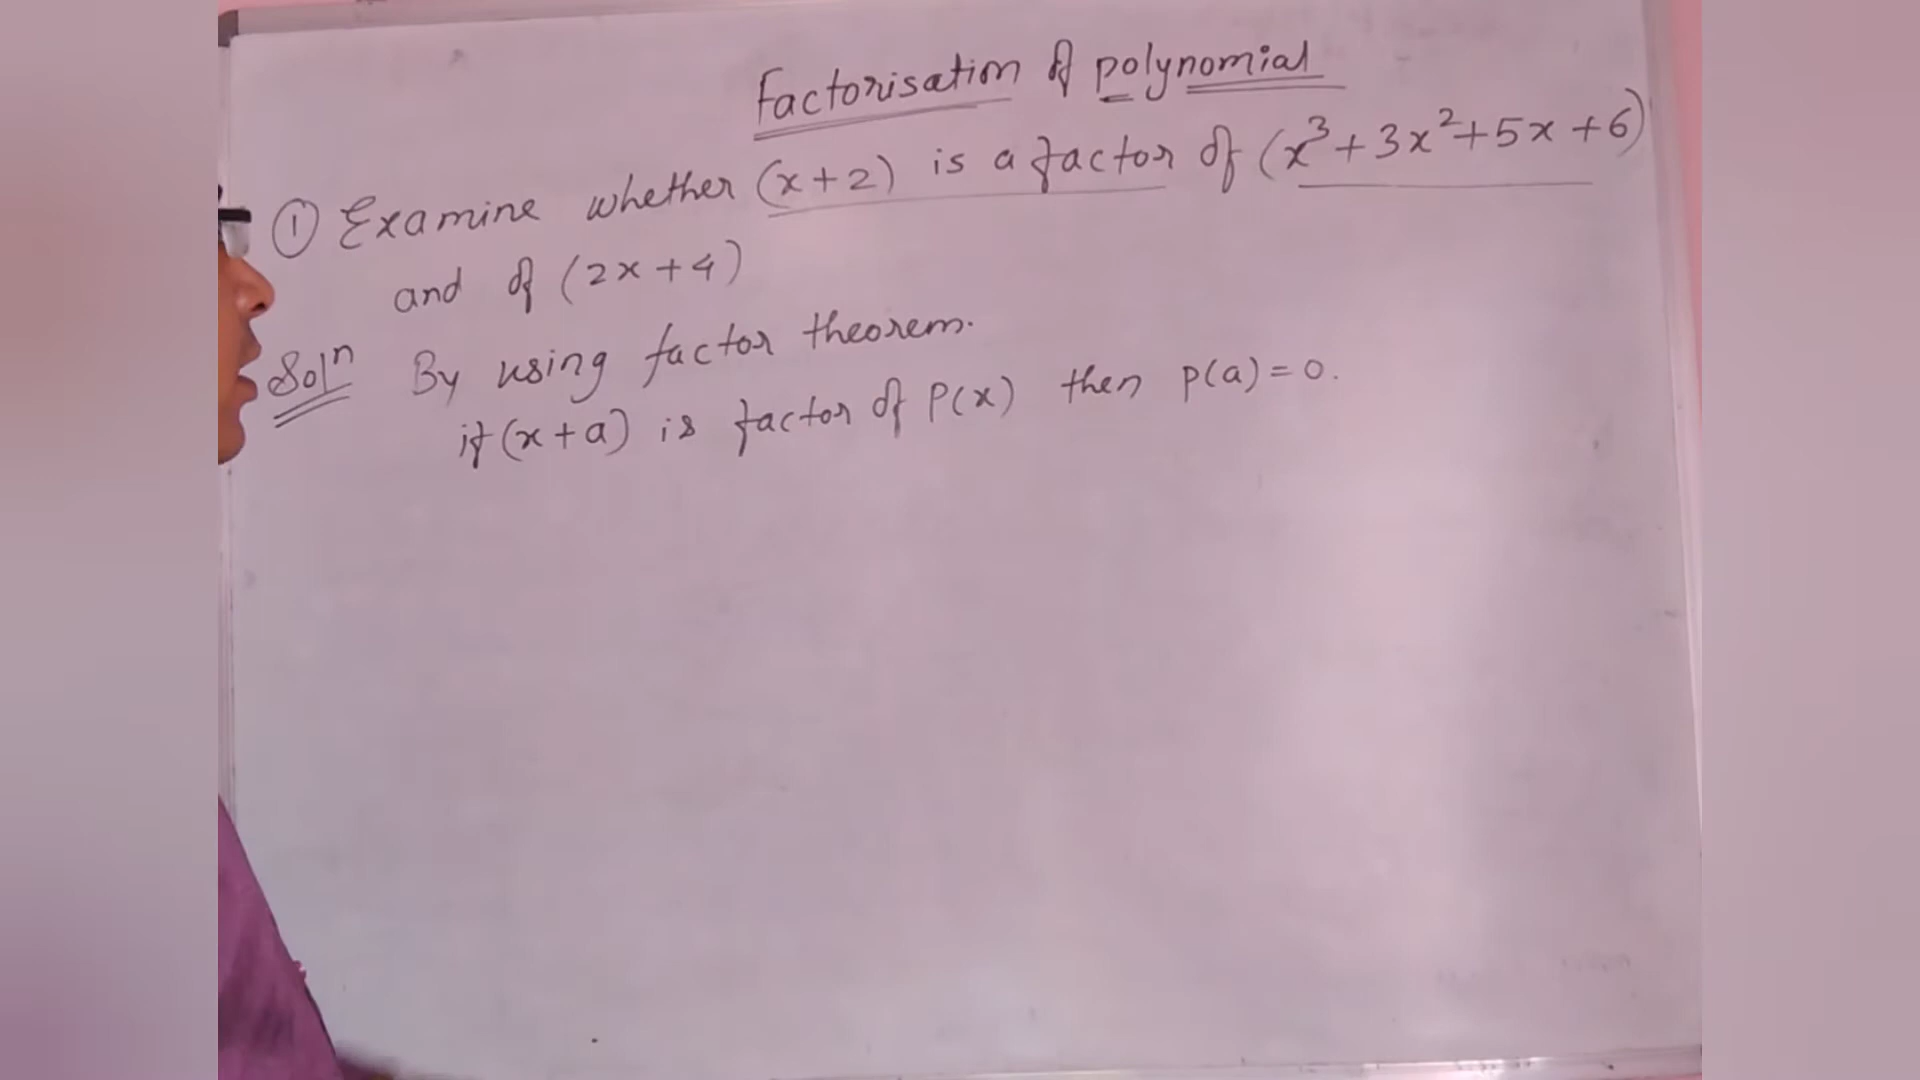 Factorisation of polynomial
① Examine whether (x+2) is a factor of (x³+3x²+5x+6)
and of (2x+4)
Solⁿ By using factor theorem.
if (x+a) is factor of P(x) then P(a)=0.